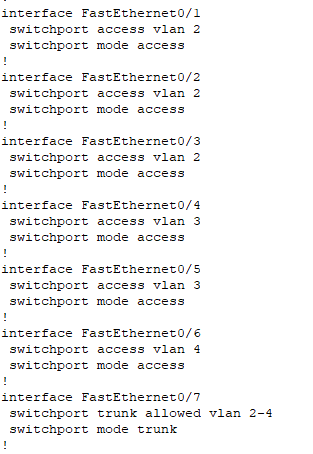 interface FastEthernet0/1
 switchport access vlan 2
 switchport mode access
!
interface FastEthernet0/2
 switchport access vlan 2
 switchport mode access
!
interface FastEthernet0/3
 switchport access vlan 2
 switchport mode access
!
interface FastEthernet0/4
 switchport access vlan 3
 switchport mode access
!
interface FastEthernet0/5
 switchport access vlan 3
 switchport mode access
!
interface FastEthernet0/6
 switchport access vlan 4
 switchport mode access
!
interface FastEthernet0/7
 switchport trunk allowed vlan 2-4
 switchport mode trunk
!